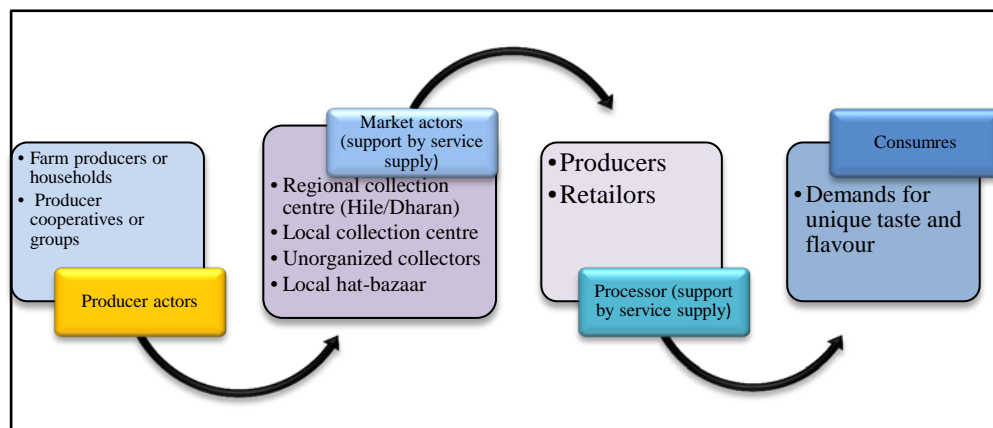 • Farm producers or
households
• Producer
cooperatives or
groups
Producer actors
Market actors
(support by service
supply)
• Regional collection
centre (Hile/Dharan)
• Local collection centre
• Unorganized collectors
• Local hat-bazaar
• Producers
• Retailors
Processor (support
by service supply)
Consumres
• Demands for
unique taste and
flavour